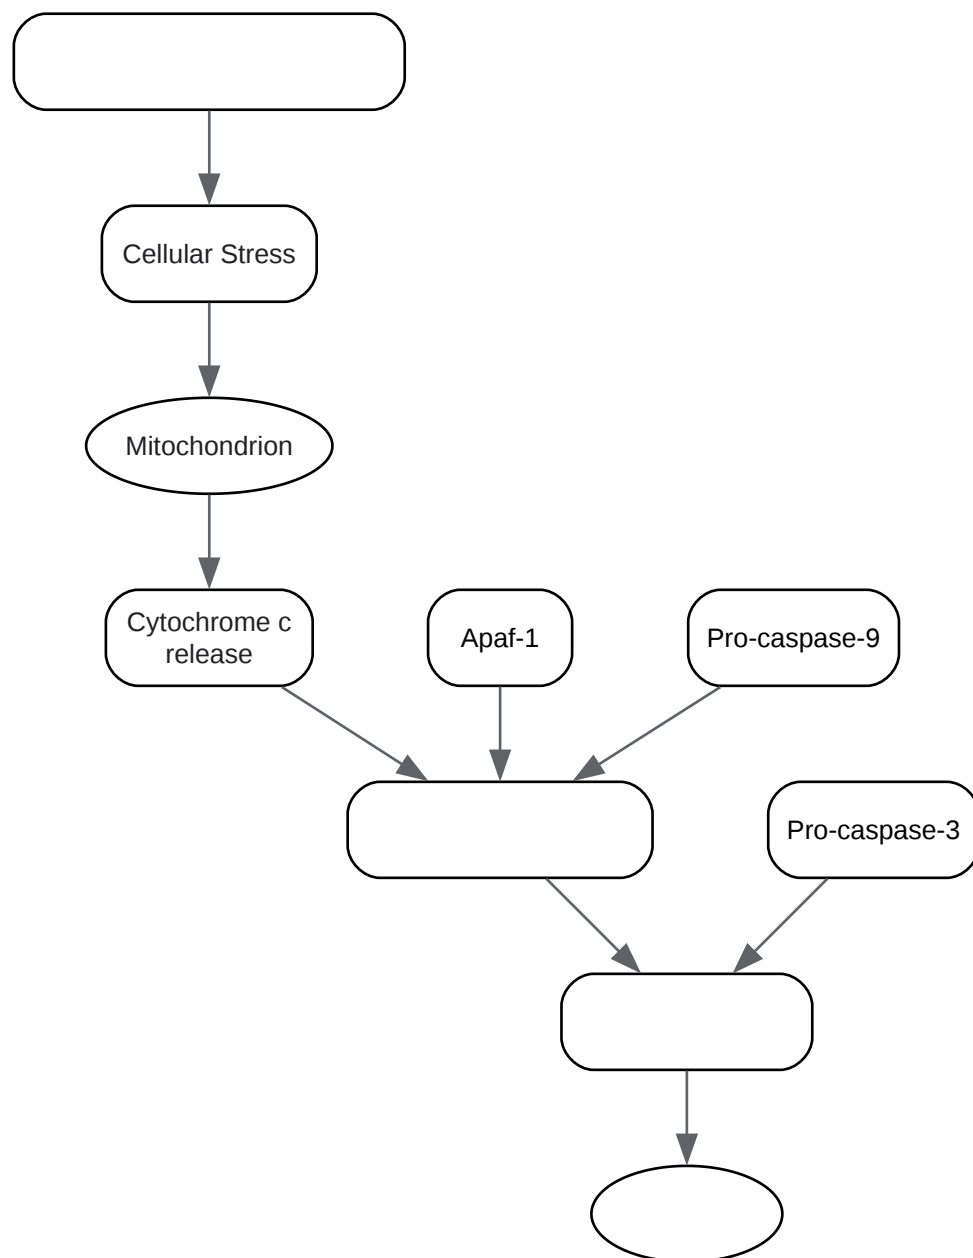 Cellular Stress
Mitochondrion
Cytochrome c
release
Apaf-1
Pro-caspase-9
Pro-caspase-3